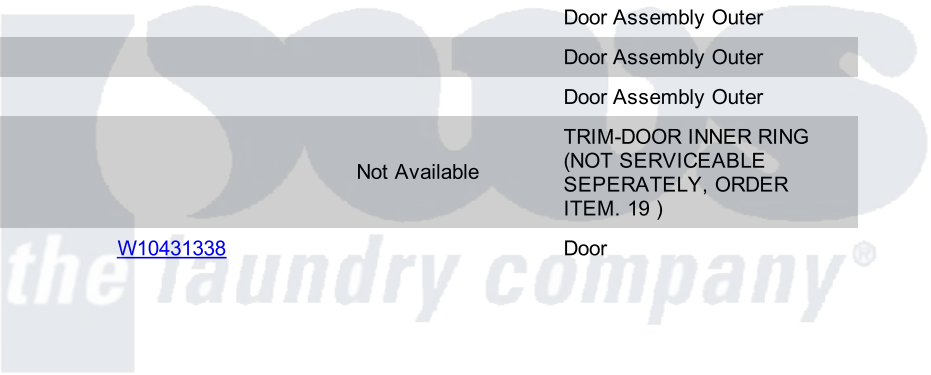 Door Assembly Outer
Door Assembly Outer
Door Assembly Outer
Not Available
TRIM-DOOR INNER RING
(NOT SERVICEABLE
SEPERATELY, ORDER
ITEM. 19 )
W10431338 Door
the laundry company®